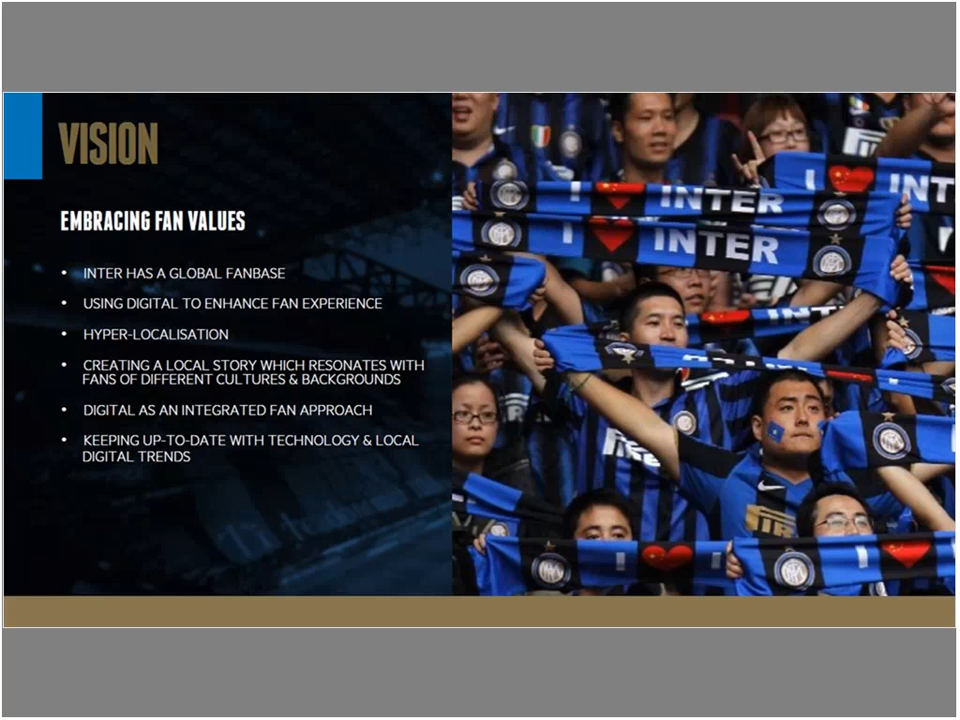 VISION
EMBRACING FAN VALUES
• INTER HAS A GLOBAL FANBASE
• USING DIGITAL TO ENHANCE FAN EXPERIENCE
• HYPER-LOCALISATION
• CREATING A LOCAL STORY WHICH RESONATES WITH
FANS OF DIFFERENT CULTURES & BACKGROUNDS
• DIGITAL AS AN INTEGRATED FAN APPROACH
• KEEPING UP-TO-DATE WITH TECHNOLOGY & LOCAL
DIGITAL TRENDS
I INT
I INTER
I INTER